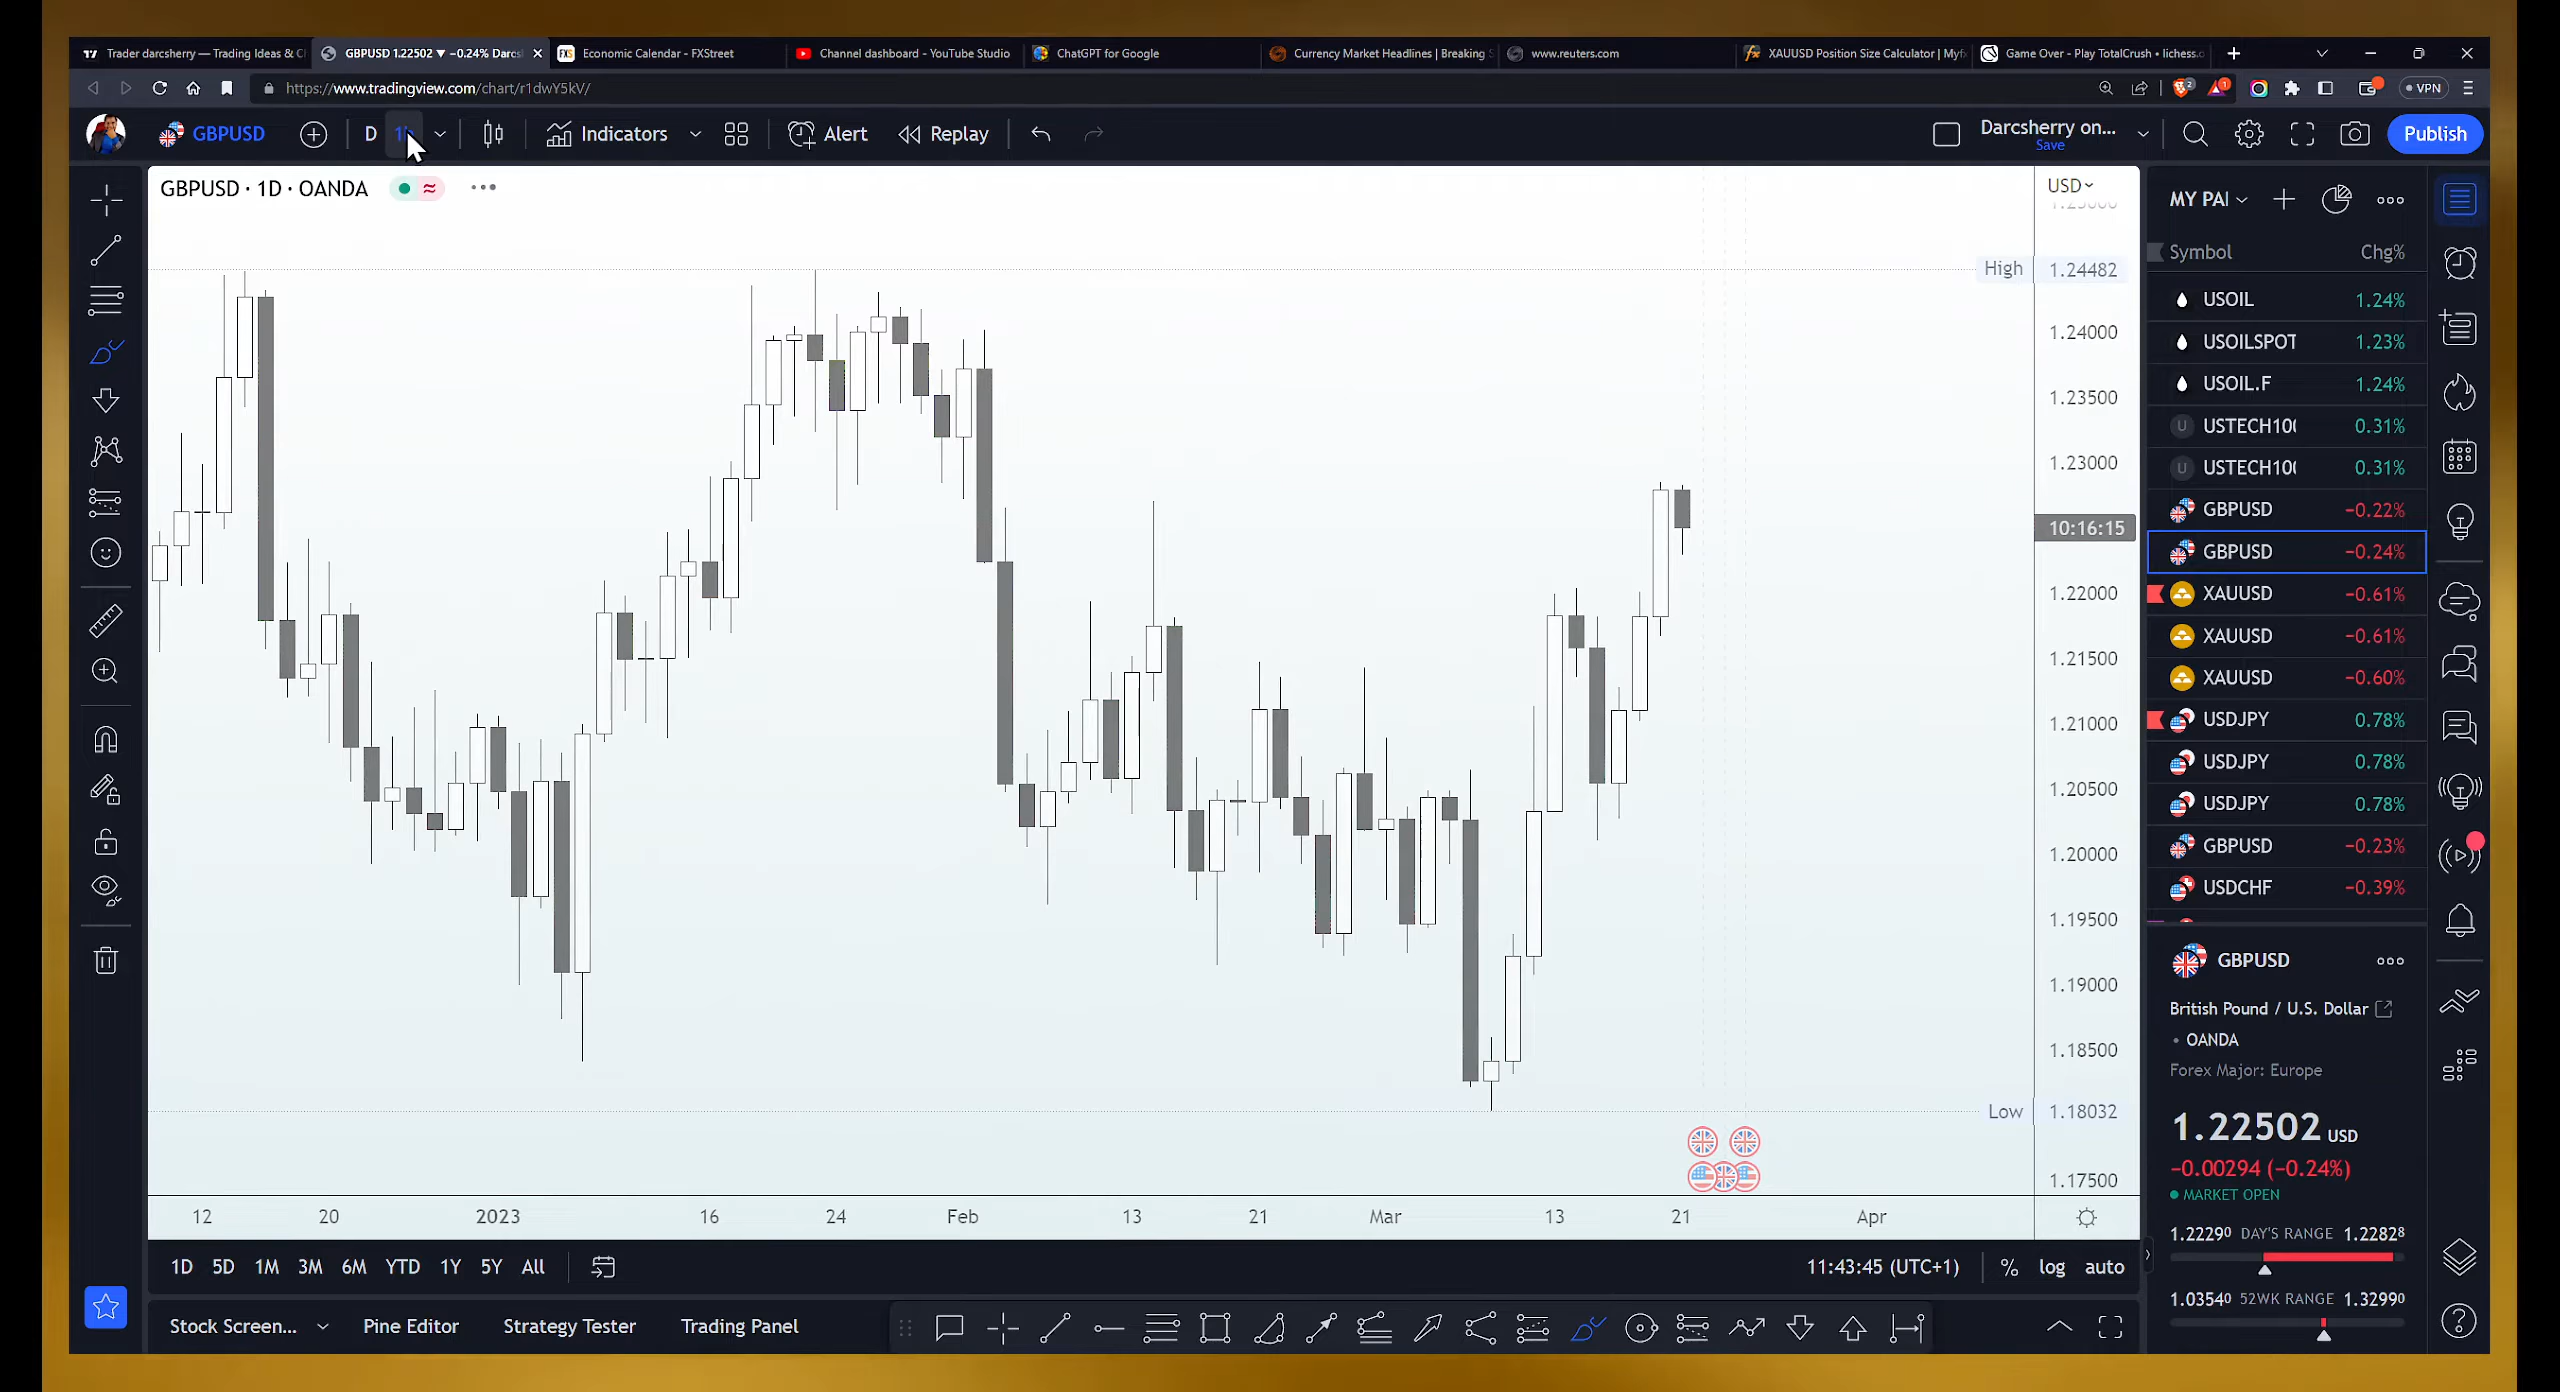 Trader darcsherry — Trading Ideas & C
GBPUSD 1.22502 ▼ −0.24% Darcs
Economic Calendar - FXStreet
Channel dashboard - YouTube Studio
ChatGPT for Google
Currency Market Headlines | Breaking S
www.reuters.com
XAUUSD Position Size Calculator | Myf
Game Over - Play TotalCrush • lichess.o
https://www.tradingview.com/chart/r1dwY5kV/
VPN
GBPUSD
D
Indicators
Alert
Replay
Darcsherry on...
Save
Publish
GBPUSD · 1D · OANDA
USD
High 1.24482
1.24000
1.23500
1.23000
10:16:15
1.22000
1.21500
1.21000
1.20500
1.20000
1.19500
1.19000
1.18500
Low 1.18032
1.17500
12 20 2023 16 24 Feb 13 21 Mar 13 21 Apr
1D 5D 1M 3M 6M YTD 1Y 5Y All
11:43:45 (UTC+1) % log auto
Stock Screen... Pine Editor Strategy Tester Trading Panel
MY PAI
Symbol Chg%
USOIL 1.24%
USOILSPOT 1.23%
USOIL.F 1.24%
USTECH10 0.31%
USTECH10 0.31%
GBPUSD −0.22%
GBPUSD −0.24%
XAUUSD −0.61%
XAUUSD −0.61%
XAUUSD −0.60%
USDJPY 0.78%
USDJPY 0.78%
USDJPY 0.78%
GBPUSD −0.23%
USDCHF −0.39%
GBPUSD
British Pound / U.S. Dollar
• OANDA
Forex Major: Europe
1.22502 USD
−0.00294 (−0.24%)
MARKET OPEN
1.22290 DAY'S RANGE 1.22828
1.03540 52WK RANGE 1.32990